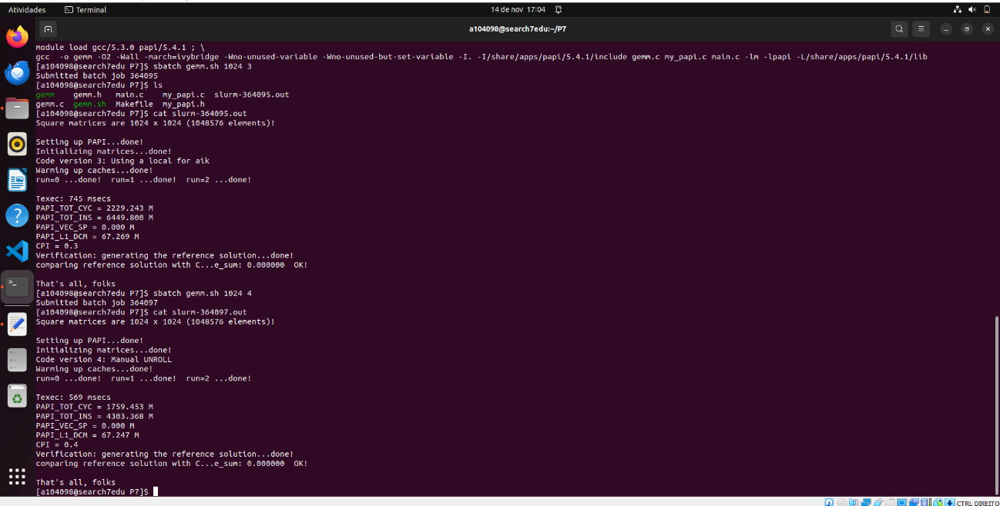 Atividades
Terminal
14 de nov 17:04
a104098@search7edu:~/P7
module load gcc/5.3.0 papi/5.4.1 ; \
gcc -o gemm -O2 -Wall -march=ivybridge -Wno-unused-variable -Wno-unused-but-set-variable -I. -I/share/apps/papi/5.4.1/include gemm.c my_papi.c main.c -lm -lpapi -L/share/apps/papi/5.4.1/lib
[a104098@search7edu P7]$ sbatch gemm.sh 1024 3
Submitted batch job 364095
[a104098@search7edu P7]$ ls
gemm gemm.h main.c my_papi.c slurm-364095.out
gemm.c gemm.sh Makefile my_papi.h
[a104098@search7edu P7]$ cat slurm-364095.out
Square matrices are 1024 x 1024 (1048576 elements)!
Setting up PAPI...done!
Initializing matrices...done!
Code version 3: Using a local for aik
Warming up caches...done!
run=0 ...done! run=1 ...done! run=2 ...done!
Texec: 745 msecs
PAPI_TOT_CYC = 2229.243 M
PAPI_TOT_INS = 6449.800 M
PAPI_VEC_SP = 0.000 M
PAPI_L1_DCM = 67.269 M
CPI = 0.3
Verification: generating the reference solution...done!
comparing reference solution with C...e_sum: 0.000000 OK!
That's all, folks
[a104098@search7edu P7]$ sbatch gemm.sh 1024 4
Submitted batch job 364097
[a104098@search7edu P7]$ cat slurm-364097.out
Square matrices are 1024 x 1024 (1048576 elements)!
Setting up PAPI...done!
Initializing matrices...done!
Code version 4: Manual UNROLL
Warming up caches...done!
run=0 ...done! run=1 ...done! run=2 ...done!
Texec: 569 msecs
PAPI_TOT_CYC = 1759.453 M
PAPI_TOT_INS = 4303.368 M
PAPI_VEC_SP = 0.000 M
PAPI_L1_DCM = 67.247 M
CPI = 0.4
Verification: generating the reference solution...done!
comparing reference solution with C...e_sum: 0.000000 OK!
That's all, folks
[a104098@search7edu P7]$
CTRL DIREITO